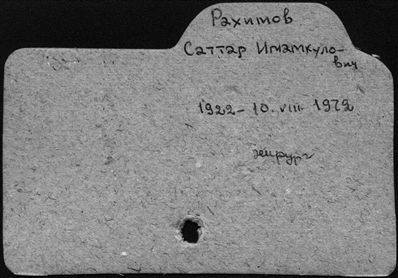 Рахимов
Саттар Имамкуло-
вич
1922 - 10.VIII.1972
хирург